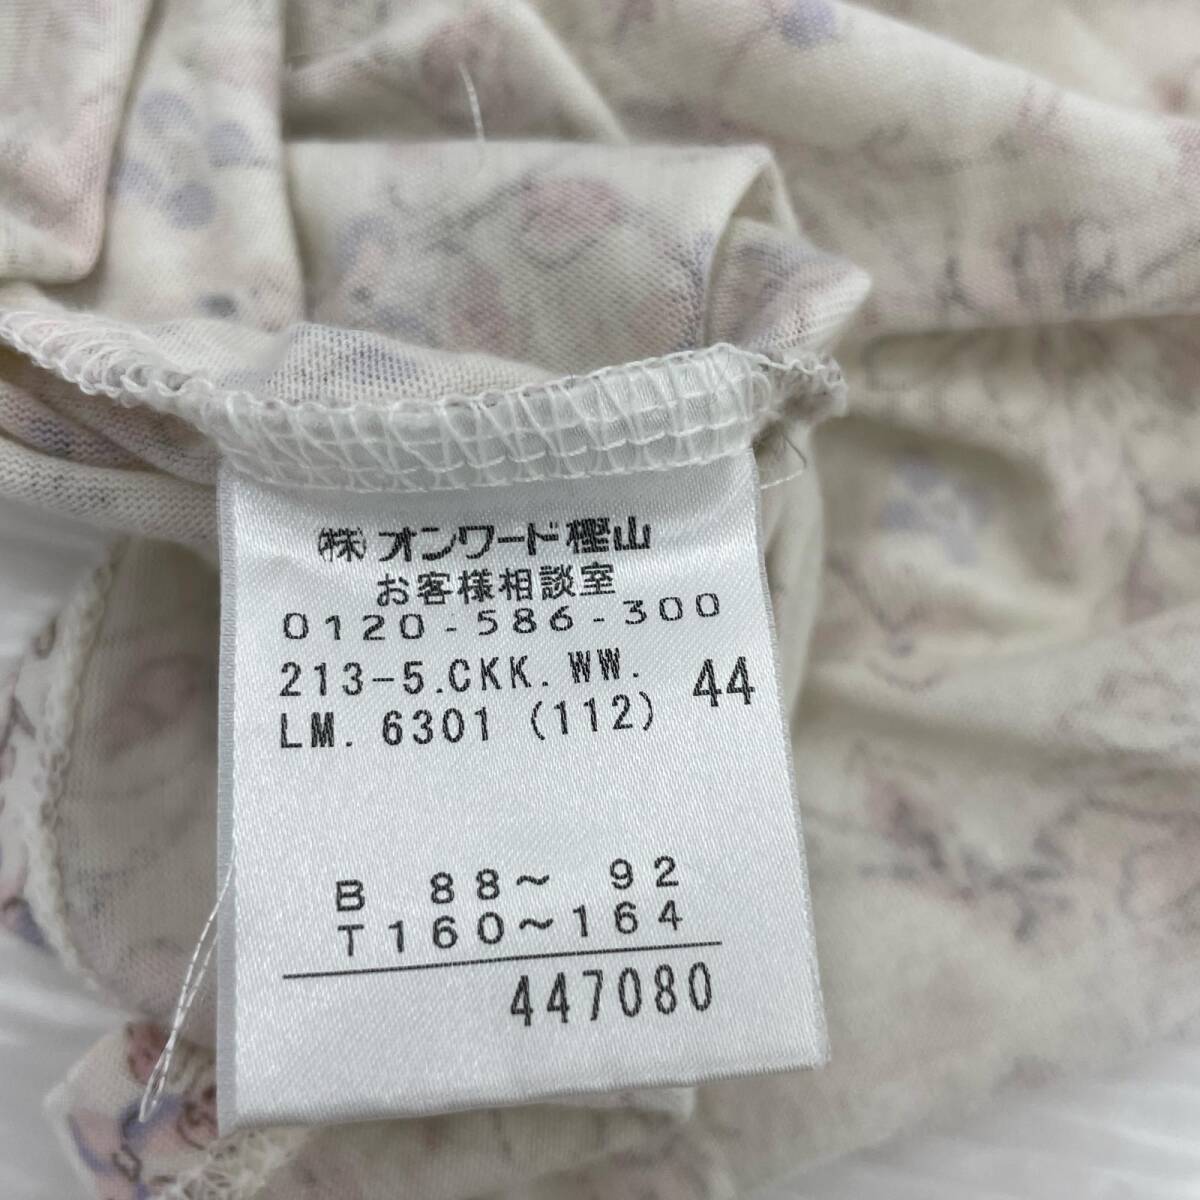 ㈱オンワード樫山
お客様相談室
0120-586-300
213-5.CKK.WW.
LM. 6301 (112)
44
B 88～ 92
T160～164
447080